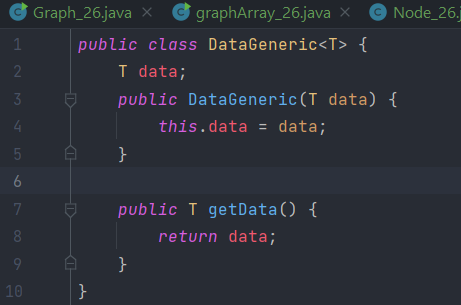 Graph_26.java × graphArray_26.java × Node_26.j
1 public class DataGeneric<T> {
2 T data;
3 public DataGeneric(T data) {
4 this.data = data;
5 }
6
7 public T getData() {
8 return data;
9 }
10 }